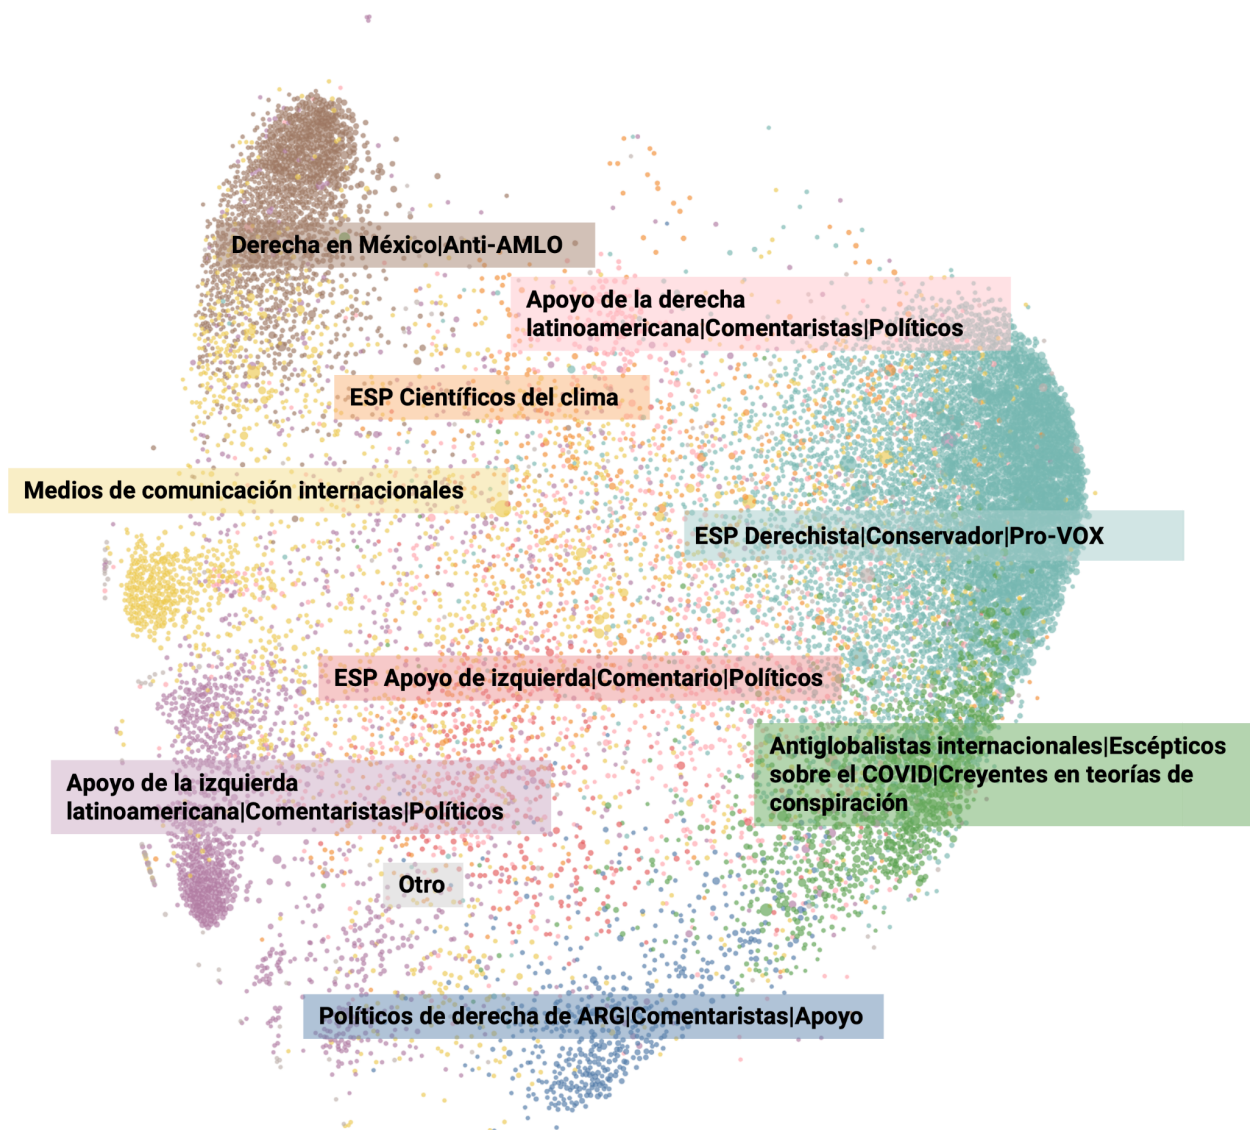 Derecha en México|Anti-AMLO
Apoyo de la derecha
latinoamericana|Comentaristas|Políticos
ESP Científicos del clima
Medios de comunicación internacionales
ESP Derechista|Conservador|Pro-VOX
ESP Apoyo de izquierda|Comentario|Políticos
Antiglobalistas internacionales|Escépticos
sobre el COVID|Creyentes en teorías de
conspiración
Apoyo de la izquierda
latinoamericana|Comentaristas|Políticos
Otro
Políticos de derecha de ARG|Comentaristas|Apoyo